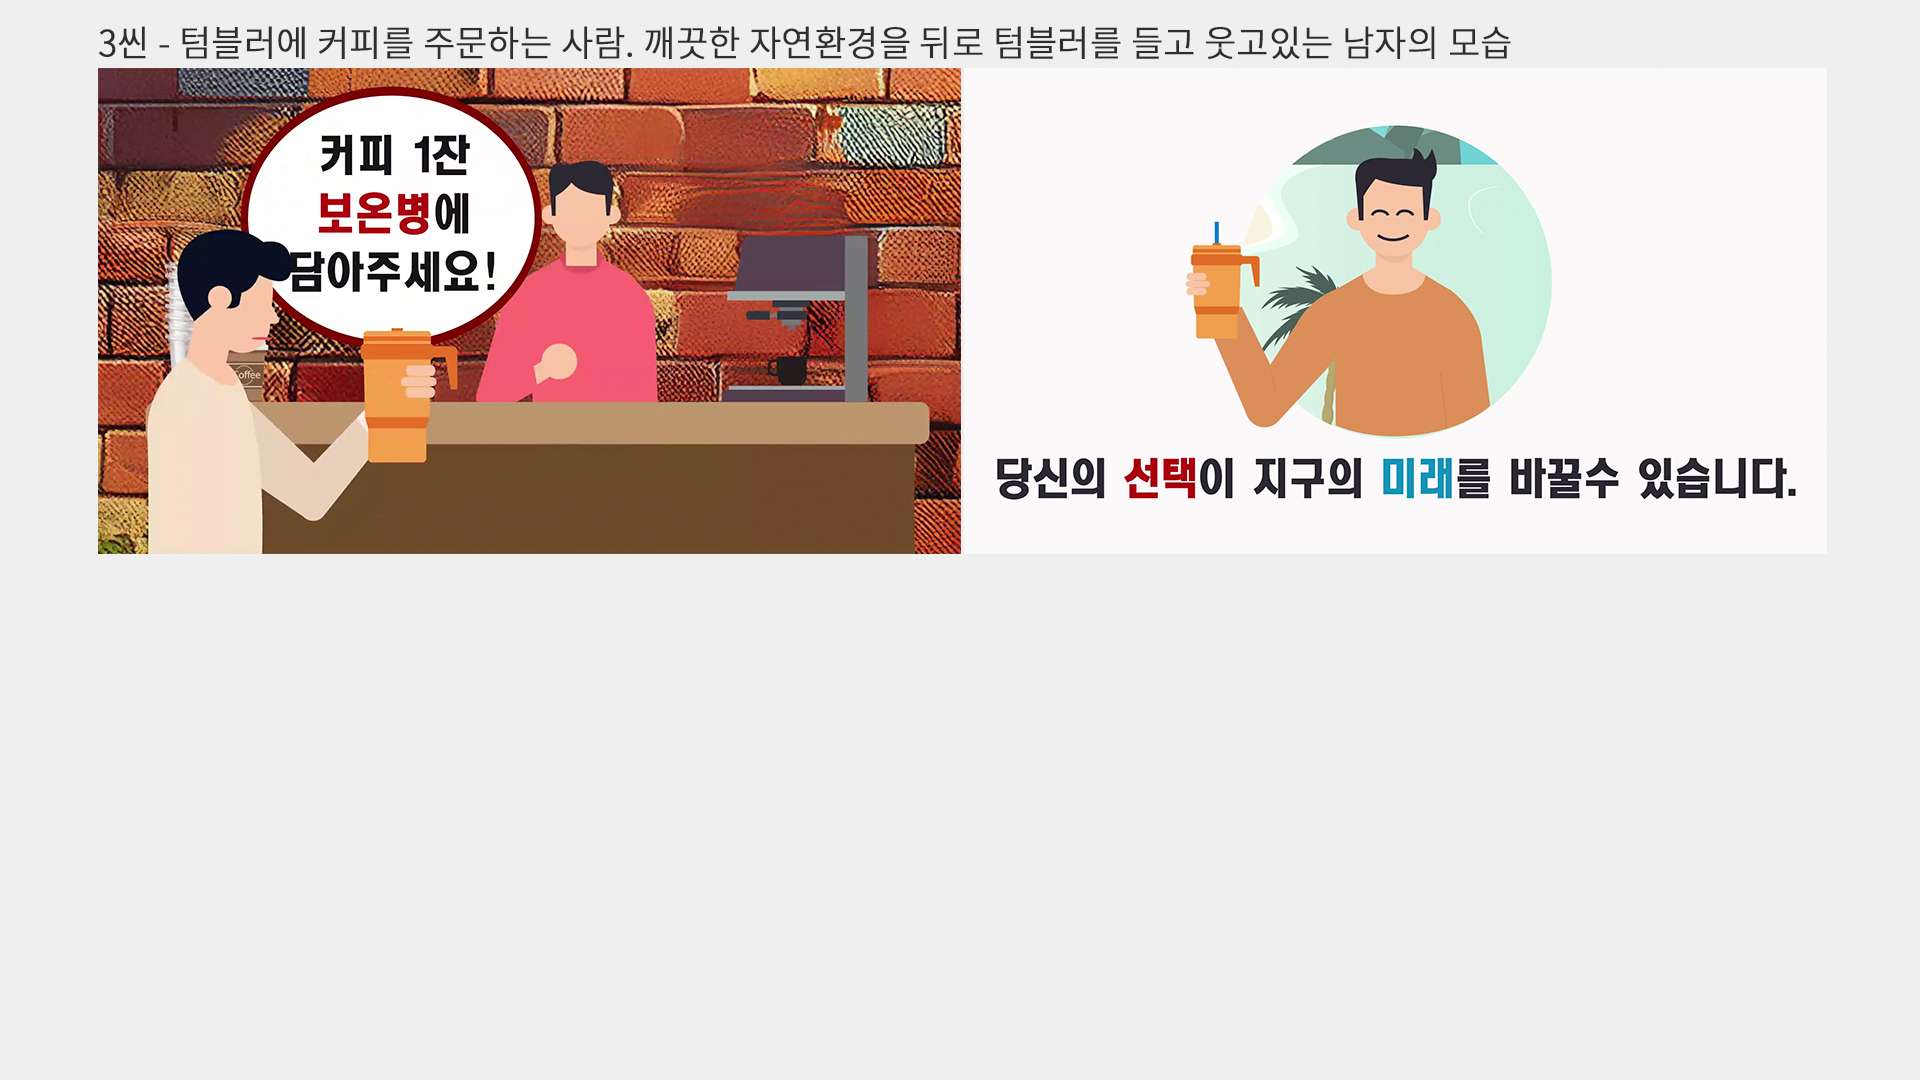 3씬 - 텀블러에 커피를 주문하는 사람. 깨끗한 자연환경을 뒤로 텀블러를 들고 웃고있는 남자의 모습
커피 1잔
보온병에
담아주세요!
offee
당신의 선택이 지구의 미래를 바꿀수 있습니다.